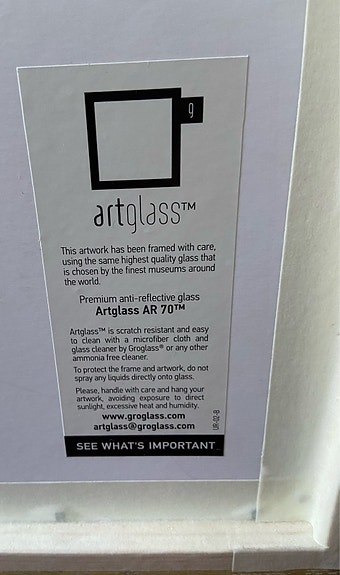 g
artglass™
This artwork has been framed with care,
using the same highest quality glass that
is chosen by the finest museums around
the world.
Premium anti-reflective glass
Artglass AR 70™
Artglass™ is scratch resistant and easy
to clean with a microfiber cloth and
glass cleaner by Groglass® or any other
ammonia free cleaner.
To protect the frame and artwork, do not
spray any liquids directly onto glass.
Please, handle with care and hang your
artwork, avoiding exposure to direct
sunlight, excessive heat and humidity.
www.groglass.com
artglass@groglass.com
UR-02-B
SEE WHAT'S IMPORTANT